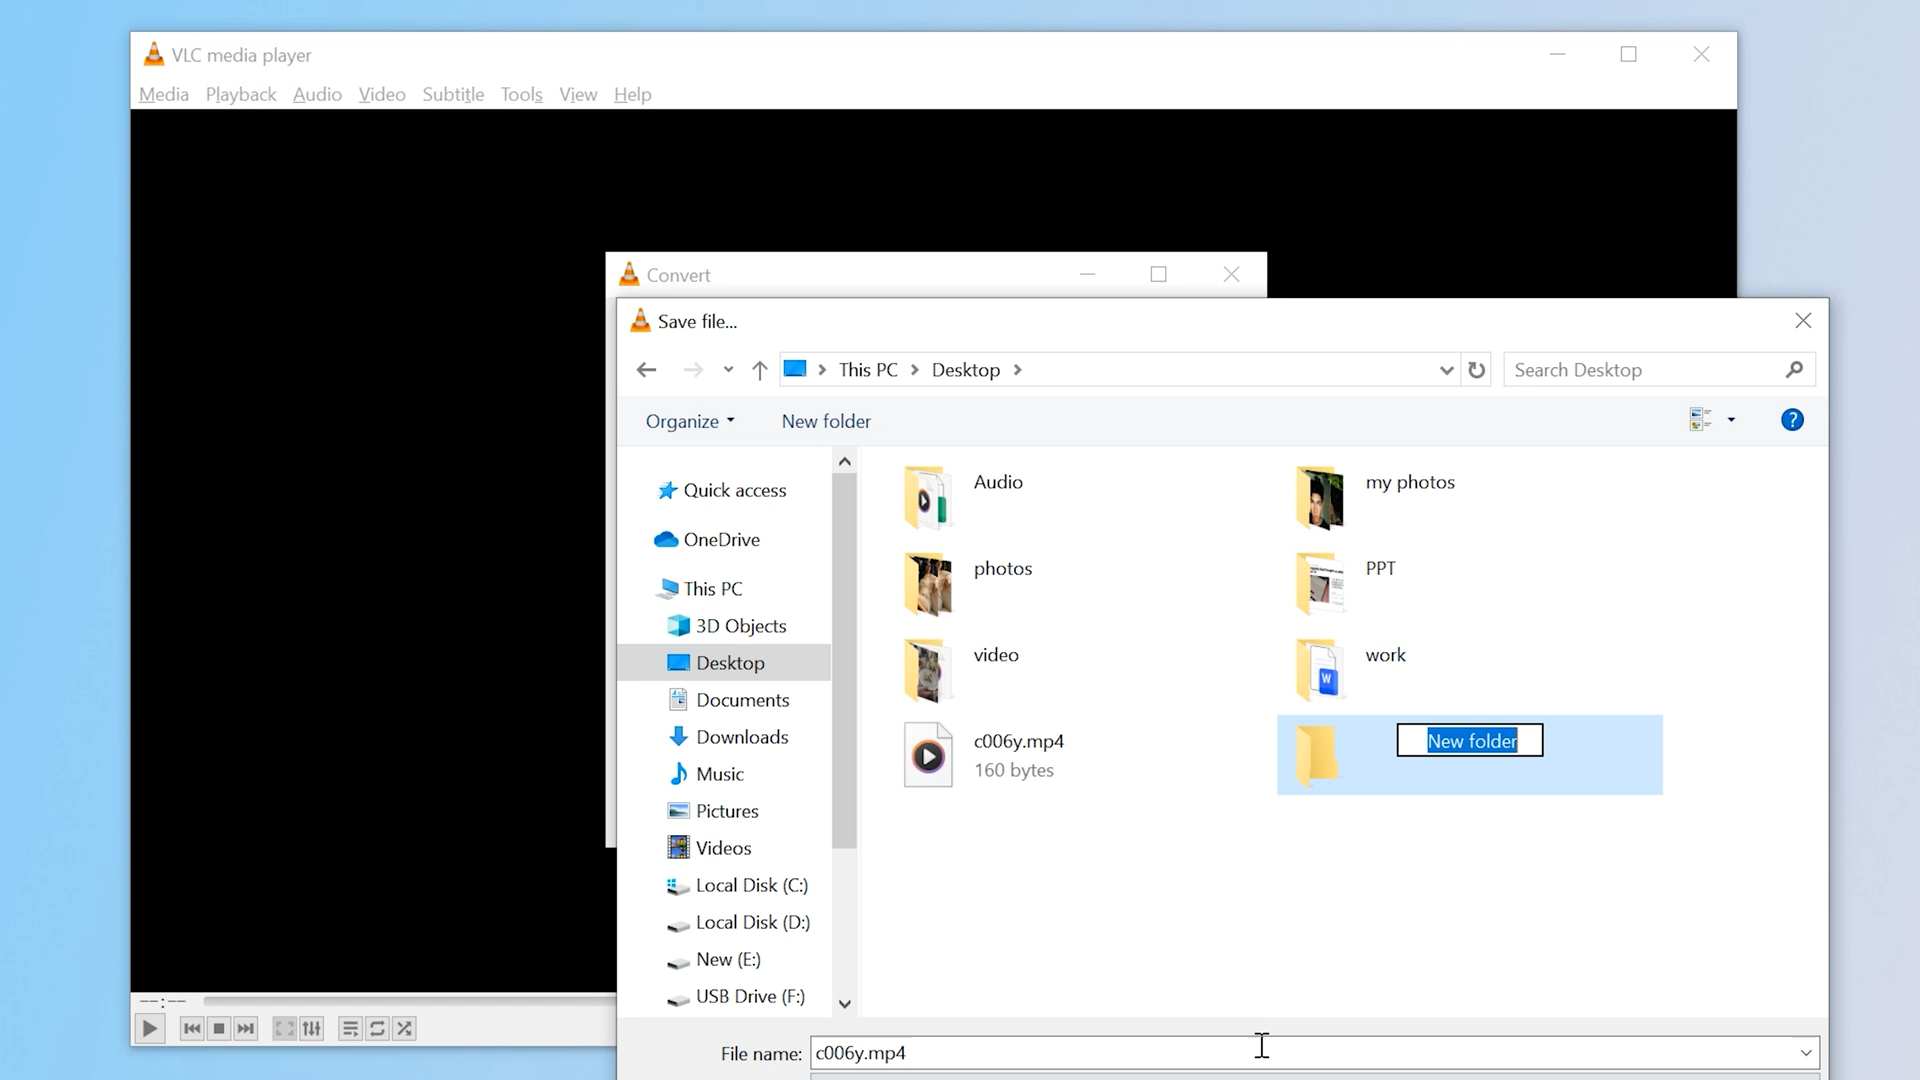 VLC media player
Media Playback Audio Video Subtitle Tools View Help
Convert
Save file...
This PC Desktop
Search Desktop
Organize New folder
?
Quick access
OneDrive
This PC
3D Objects
Desktop
Documents
Downloads
Music
Pictures
Videos
Local Disk (C:)
Local Disk (D:)
New (E:)
USB Drive (F:)
Audio
my photos
photos
PPT
video
work
W
c006y.mp4
160 bytes
New folder
--:--
File name: c006y.mp4